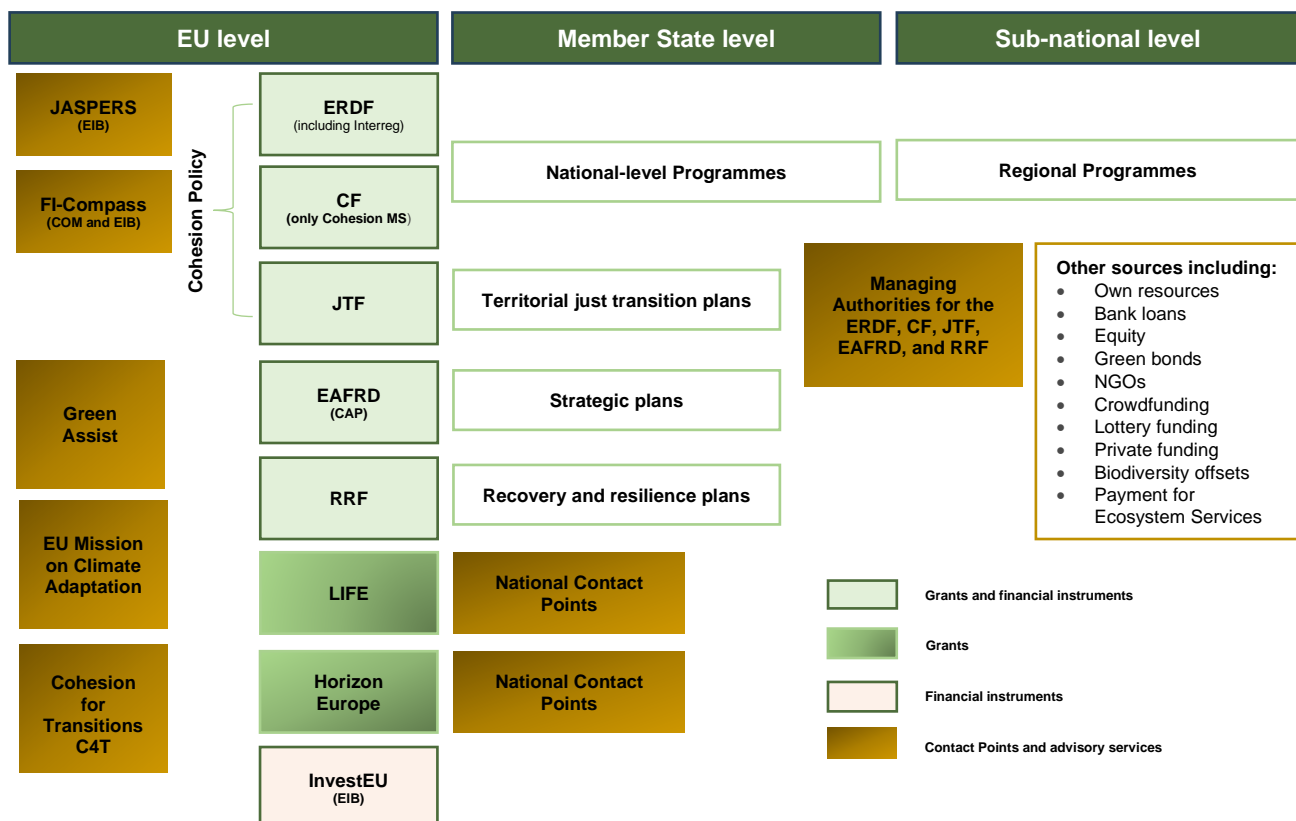 EU level
Member State level
Sub-national level
JASPERS
(EIB)
FI-Compass
(COM and EIB)
Green
Assist
EU Mission
on Climate
Adaptation
Cohesion
for
Transitions
C4T
Cohesion Policy
ERDF
(including Interreg)
CF
(only Cohesion MS)
JTF
EAFRD
(CAP)
RRF
LIFE
Horizon
Europe
InvestEU
(EIB)
National-level Programmes
Territorial just transition plans
Strategic plans
Recovery and resilience plans
National Contact
Points
National Contact
Points
Regional Programmes
Managing
Authorities for the
ERDF, CF, JTF,
EAFRD, and RRF
Other sources including:
• Own resources
• Bank loans
• Equity
• Green bonds
• NGOs
• Crowdfunding
• Lottery funding
• Private funding
• Biodiversity offsets
• Payment for
Ecosystem Services
Grants and financial instruments
Grants
Financial instruments
Contact Points and advisory services